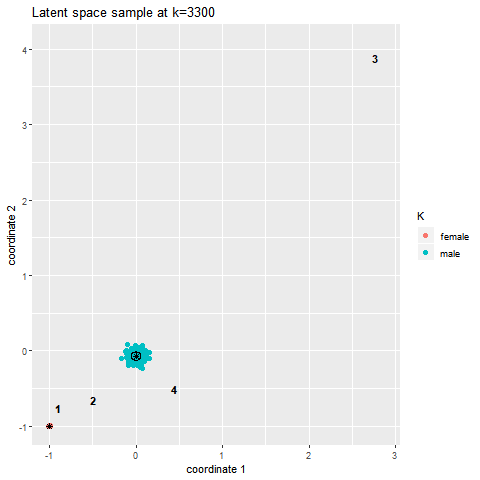 Latent space sample at k=3300
4
3
2
1
0
-1
coordinate 2
3
1
2
4
-1
0
1
2
3
coordinate 1
K
female
male